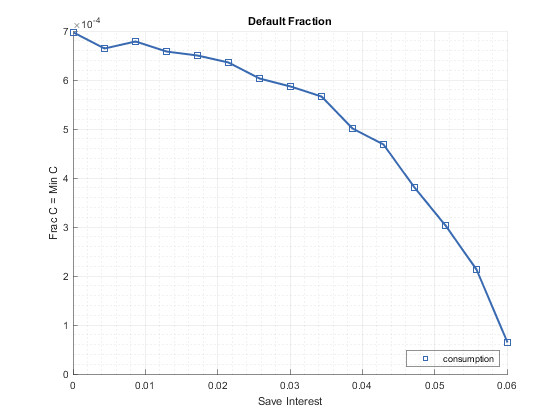 Default Fraction
×10^-4
7
6
5
4
3
2
1
0
Frac C = Min C
0 0.01 0.02 0.03 0.04 0.05 0.06
Save Interest
consumption